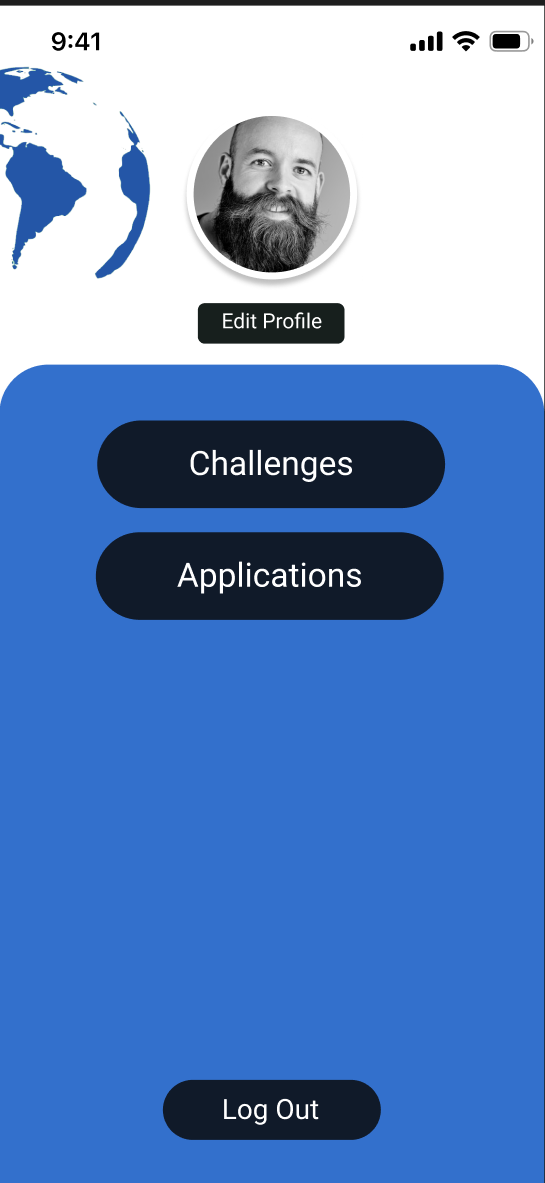 9:41
Edit Profile
Challenges
Applications
Log Out